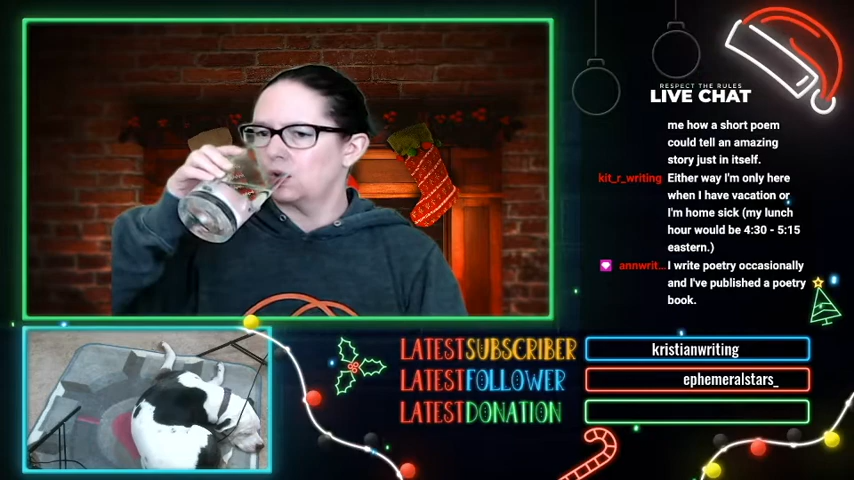 RESPECT THE RULES
LIVE CHAT
me how a short poem
could tell an amazing
story just in itself.
kit_r_writing Either way I'm only here
when I have vacation or
I'm home sick (my lunch
hour would be 4:30 - 5:15
eastern.)
annwrit... I write poetry occasionally
and I've published a poetry
book.
LATESTSUBSCRIBER kristianwriting
LATESTFOLLOWER ephemeralstars_
LATESTDONATION